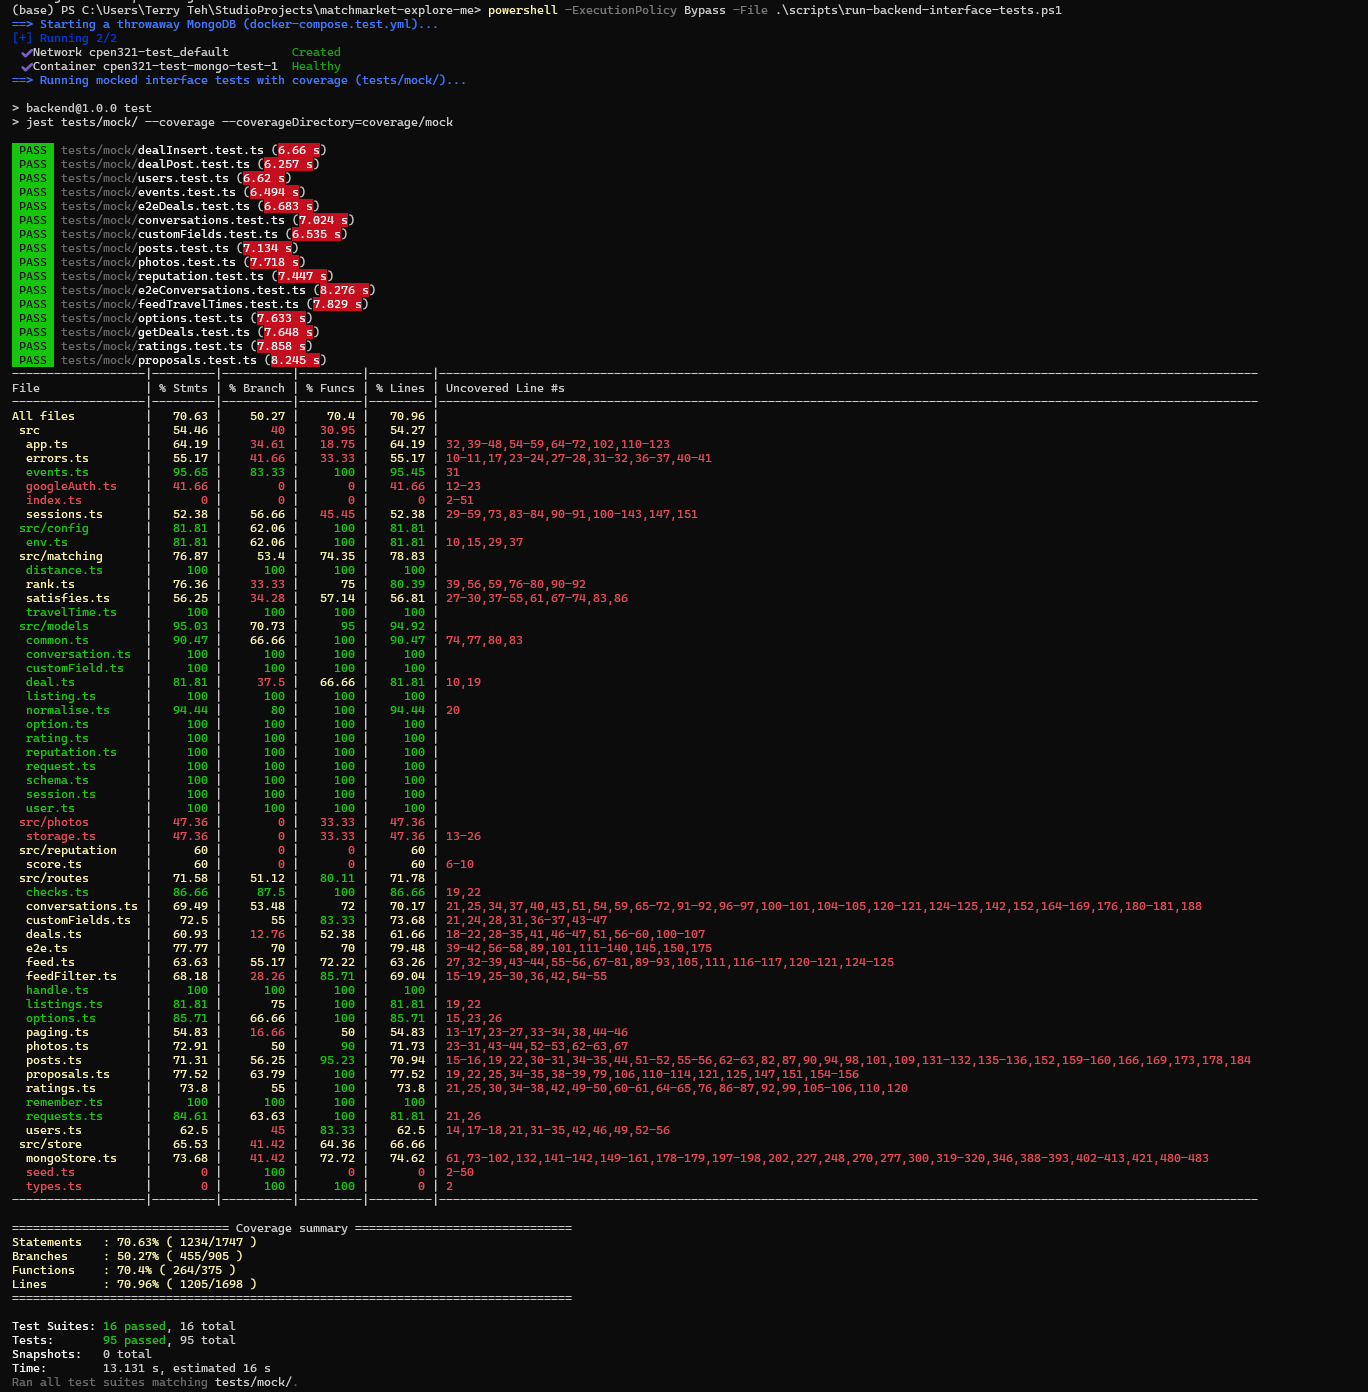 (base) PS C:\Users\Terry Teh\StudioProjects\matchmarket-explore-me> powershell -ExecutionPolicy Bypass -File .\scripts\run-backend-interface-tests.ps1
==> Starting a throwaway MongoDB (docker-compose.test.yml)...
[+] Running 2/2
✔Network cpen321-test_default Created
✔Container cpen321-test-mongo-test-1 Healthy
==> Running mocked interface tests with coverage (tests/mock/)...
> backend@1.0.0 test
> jest tests/mock/ --coverage --coverageDirectory=coverage/mock
PASS tests/mock/dealInsert.test.ts (6.66 s)
PASS tests/mock/dealPost.test.ts (6.257 s)
PASS tests/mock/users.test.ts (6.62 s)
PASS tests/mock/events.test.ts (6.494 s)
PASS tests/mock/e2eDeals.test.ts (6.683 s)
PASS tests/mock/conversations.test.ts (7.024 s)
PASS tests/mock/customFields.test.ts (6.535 s)
PASS tests/mock/posts.test.ts (7.134 s)
PASS tests/mock/photos.test.ts (7.718 s)
PASS tests/mock/reputation.test.ts (7.447 s)
PASS tests/mock/e2eConversations.test.ts (8.276 s)
PASS tests/mock/feedTravelTimes.test.ts (7.829 s)
PASS tests/mock/options.test.ts (7.633 s)
PASS tests/mock/getDeals.test.ts (7.648 s)
PASS tests/mock/ratings.test.ts (7.858 s)
PASS tests/mock/proposals.test.ts (8.245 s)
-------------------|---------|----------|---------|---------|--------------------
File | % Stmts | % Branch | % Funcs | % Lines | Uncovered Line #s
-------------------|---------|----------|---------|---------|--------------------
All files | 70.63 | 50.27 | 70.4 | 70.96 |
src | 54.46 | 40 | 30.95 | 54.27 |
app.ts | 64.19 | 34.61 | 18.75 | 64.19 | 32,39-48,54-59,64-72,102,110-123
errors.ts | 55.17 | 41.66 | 33.33 | 55.17 | 10-11,17,23-24,27-28,31-32,36-37,40-41
events.ts | 95.65 | 83.33 | 100 | 95.45 | 31
googleAuth.ts | 41.66 | 0 | 0 | 41.66 | 12-23
index.ts | 0 | 0 | 0 | 0 | 2-51
sessions.ts | 52.38 | 56.66 | 45.45 | 52.38 | 29-59,73,83-84,90-91,100-143,147,151
src/config | 81.81 | 62.06 | 100 | 81.81 |
env.ts | 81.81 | 62.06 | 100 | 81.81 | 10,15,29,37
src/matching | 76.87 | 53.4 | 74.35 | 78.83 |
distance.ts | 100 | 100 | 100 | 100 |
rank.ts | 76.36 | 33.33 | 75 | 80.39 | 39,56,59,76-80,90-92
satisfies.ts | 56.25 | 34.28 | 57.14 | 56.81 | 27-30,37-55,61,67-74,83,86
travelTime.ts | 100 | 100 | 100 | 100 |
src/models | 95.03 | 70.73 | 95 | 94.92 |
common.ts | 90.47 | 66.66 | 100 | 90.47 | 74,77,80,83
conversation.ts | 100 | 100 | 100 | 100 |
customField.ts | 100 | 100 | 100 | 100 |
deal.ts | 81.81 | 37.5 | 66.66 | 81.81 | 10,19
listing.ts | 100 | 100 | 100 | 100 |
normalise.ts | 94.44 | 80 | 100 | 94.44 | 20
option.ts | 100 | 100 | 100 | 100 |
rating.ts | 100 | 100 | 100 | 100 |
reputation.ts | 100 | 100 | 100 | 100 |
request.ts | 100 | 100 | 100 | 100 |
schema.ts | 100 | 100 | 100 | 100 |
session.ts | 100 | 100 | 100 | 100 |
user.ts | 100 | 100 | 100 | 100 |
src/photos | 47.36 | 0 | 33.33 | 47.36 |
storage.ts | 47.36 | 0 | 33.33 | 47.36 | 13-26
src/reputation | 60 | 0 | 0 | 60 |
score.ts | 60 | 0 | 0 | 60 | 6-10
src/routes | 71.58 | 51.12 | 80.11 | 71.78 |
checks.ts | 86.66 | 87.5 | 100 | 86.66 | 19,22
conversations.ts | 69.49 | 53.48 | 72 | 70.17 | 21,25,34,37,40,43,51,54,59,65-72,91-92,96-97,100-101,104-105,120-121,124-125,142,152,164-169,176,180-181,188
customFields.ts | 72.5 | 55 | 83.33 | 73.68 | 21,24,28,31,36-37,43-47
deals.ts | 60.93 | 12.76 | 52.38 | 61.66 | 18-22,28-35,41,46-47,51,56-60,100-107
e2e.ts | 77.77 | 70 | 70 | 79.48 | 39-42,56-58,89,101,111-140,145,150,175
feed.ts | 63.63 | 55.17 | 72.22 | 63.26 | 27,32-39,43-44,55-56,67-81,89-93,105,111,116-117,120-121,124-125
feedFilter.ts | 68.18 | 28.26 | 85.71 | 69.04 | 15-19,25-30,36,42,54-55
handle.ts | 100 | 100 | 100 | 100 |
listings.ts | 81.81 | 75 | 100 | 81.81 | 19,22
options.ts | 85.71 | 66.66 | 100 | 85.71 | 15,23,26
paging.ts | 54.83 | 16.66 | 50 | 54.83 | 13-17,23-27,33-34,38,44-46
photos.ts | 72.91 | 50 | 90 | 71.73 | 23-31,43-44,52-53,62-63,67
posts.ts | 71.31 | 56.25 | 95.23 | 70.94 | 15-16,19,22,30-31,34-35,44,51-52,55-56,62-63,82,87,90,94,98,101,109,131-132,135-136,152,159-160,166,169,173,178,184
proposals.ts | 77.52 | 63.79 | 100 | 77.52 | 19,22,25,34-35,38-39,79,106,110-114,121,125,147,151,154-156
ratings.ts | 73.8 | 55 | 100 | 73.8 | 21,25,30,34-38,42,49-50,60-61,64-65,76,86-87,92,99,105-106,110,120
remember.ts | 100 | 100 | 100 | 100 |
requests.ts | 84.61 | 63.63 | 100 | 81.81 | 21,26
users.ts | 62.5 | 45 | 83.33 | 62.5 | 14,17-18,21,31-35,42,46,49,52-56
src/store | 65.53 | 41.42 | 64.36 | 66.66 |
mongoStore.ts | 73.68 | 41.42 | 72.72 | 74.62 | 61,73-102,132,141-142,149-161,178-179,197-198,202,227,248,270,277,300,319-320,346,388-393,402-413,421,480-483
seed.ts | 0 | 100 | 0 | 0 | 2-50
types.ts | 0 | 100 | 100 | 0 | 2
-------------------|---------|----------|---------|---------|--------------------
=============================== Coverage summary ===============================
Statements : 70.63% ( 1234/1747 )
Branches : 50.27% ( 455/905 )
Functions : 70.4% ( 264/375 )
Lines : 70.96% ( 1205/1698 )
================================================================================
Test Suites: 16 passed, 16 total
Tests: 95 passed, 95 total
Snapshots: 0 total
Time: 13.131 s, estimated 16 s
Ran all test suites matching tests/mock/.